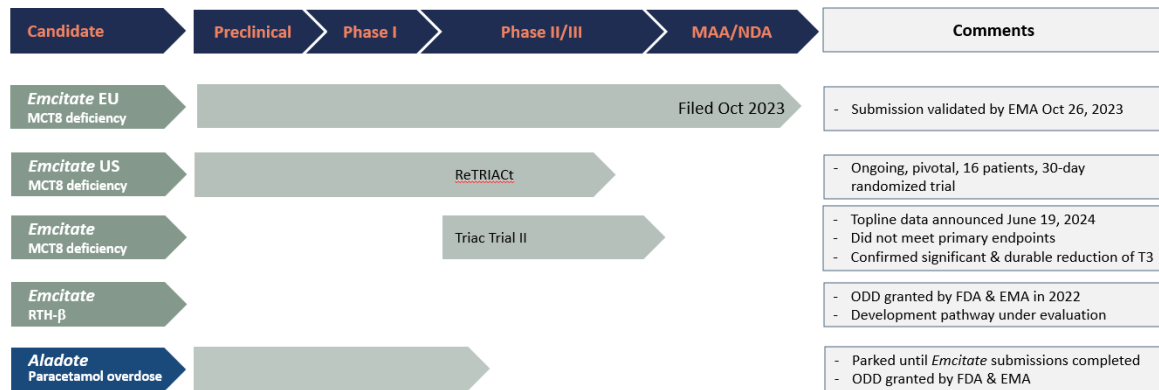 Candidate
Preclinical
Phase I
Phase II/III
MAA/NDA
Comments
Emcitate EU
MCT8 deficiency
Filed Oct 2023
- Submission validated by EMA Oct 26, 2023
Emcitate US
MCT8 deficiency
ReTRIACt
- Ongoing, pivotal, 16 patients, 30-day
randomized trial
Emcitate
MCT8 deficiency
Triac Trial II
- Topline data announced June 19, 2024
- Did not meet primary endpoints
- Confirmed significant & durable reduction of T3
Emcitate
RTH-β
- ODD granted by FDA & EMA in 2022
- Development pathway under evaluation
Aladote
Paracetamol overdose
- Parked until Emcitate submissions completed
- ODD granted by FDA & EMA